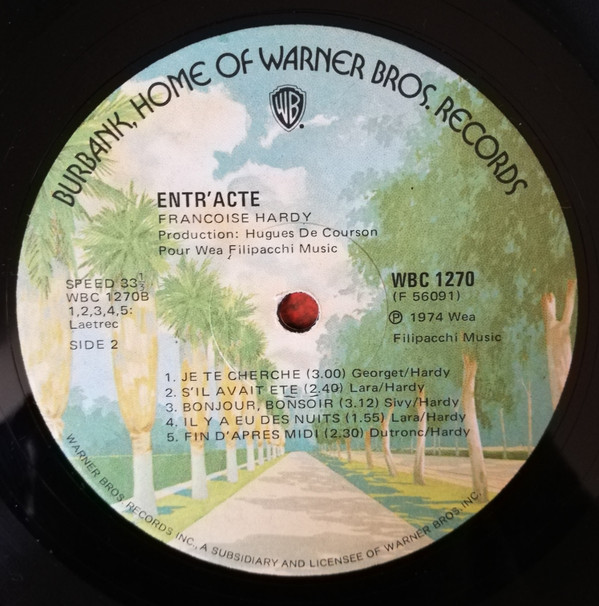 BURBANK, HOME OF WARNER BROS. RECORDS
WB
ENTR'ACTE
FRANCOISE HARDY
Production: Hugues De Courson
Pour Wea Filipacchi Music
SPEED 33⅓
WBC 1270B
1,2,3,4,5:
Laetrec
SIDE 2
WBC 1270
(F 56091)
℗ 1974 Wea
Filipacchi Music
1. JE TE CHERCHE (3.00) Georget/Hardy
2. S'IL AVAIT ETE (2.40) Lara/Hardy
3. BONJOUR, BONSOIR (3.12) Sivy/Hardy
4. IL Y A EU DES NUITS (1.55) Lara/Hardy
5. FIN D'APRES MIDI (2.30) Dutronc/Hardy
WARNER BROS. RECORDS INC., A SUBSIDIARY AND LICENSEE OF WARNER BROS. INC.